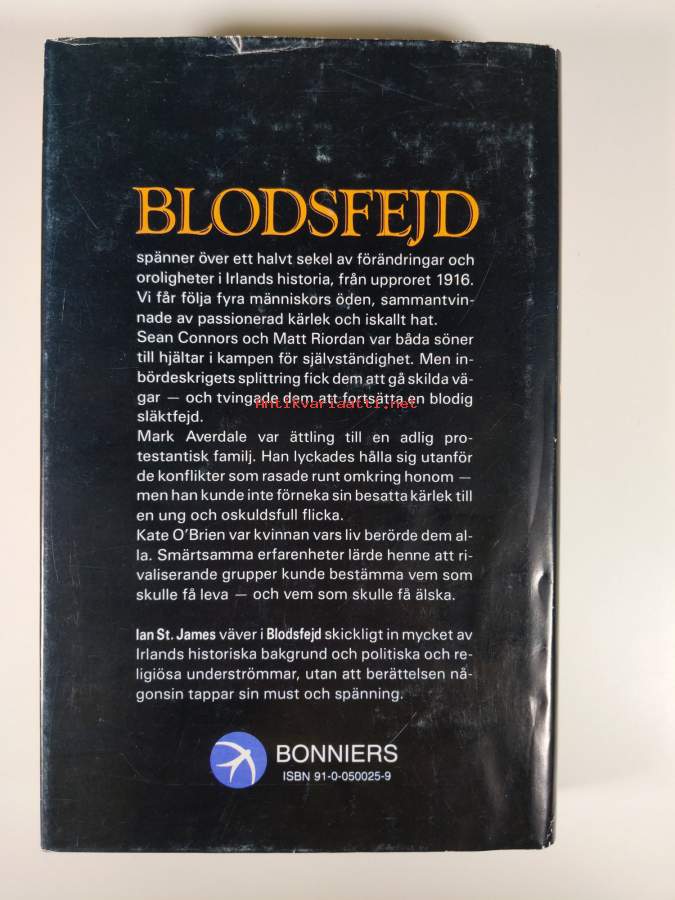 BLODSFEJD
spänner över ett halvt sekel av förändringar och
oroligheter i Irlands historia, från upproret 1916.
Vi får följa fyra människors öden, sammantvin-
nade av passionerad kärlek och iskallt hat.
Sean Connors och Matt Riordan var båda söner
till hjältar i kampen för självständighet. Men in-
bördeskrigets splittring fick dem att gå skilda vä-
gar — och tvingade dem att fortsätta en blodig
Antikvariaatti.net
släktfejd.
Mark Averdale var ättling till en adlig pro-
testantisk familj. Han lyckades hålla sig utanför
de konflikter som rasade runt omkring honom —
men han kunde inte förneka sin besatta kärlek till
en ung och oskuldsfull flicka.
Kate O'Brien var kvinnan vars liv berörde dem al-
la. Smärtsamma erfarenheter lärde henne att ri-
valiserande grupper kunde bestämma vem som
skulle få leva — och vem som skulle få älska.
Ian St. James väver i Blodsfejd skickligt in mycket av
Irlands historiska bakgrund och politiska och re-
ligiösa underströmmar, utan att berättelsen nå-
gonsin tappar sin must och spänning.
BONNIERS
ISBN 91-0-050025-9